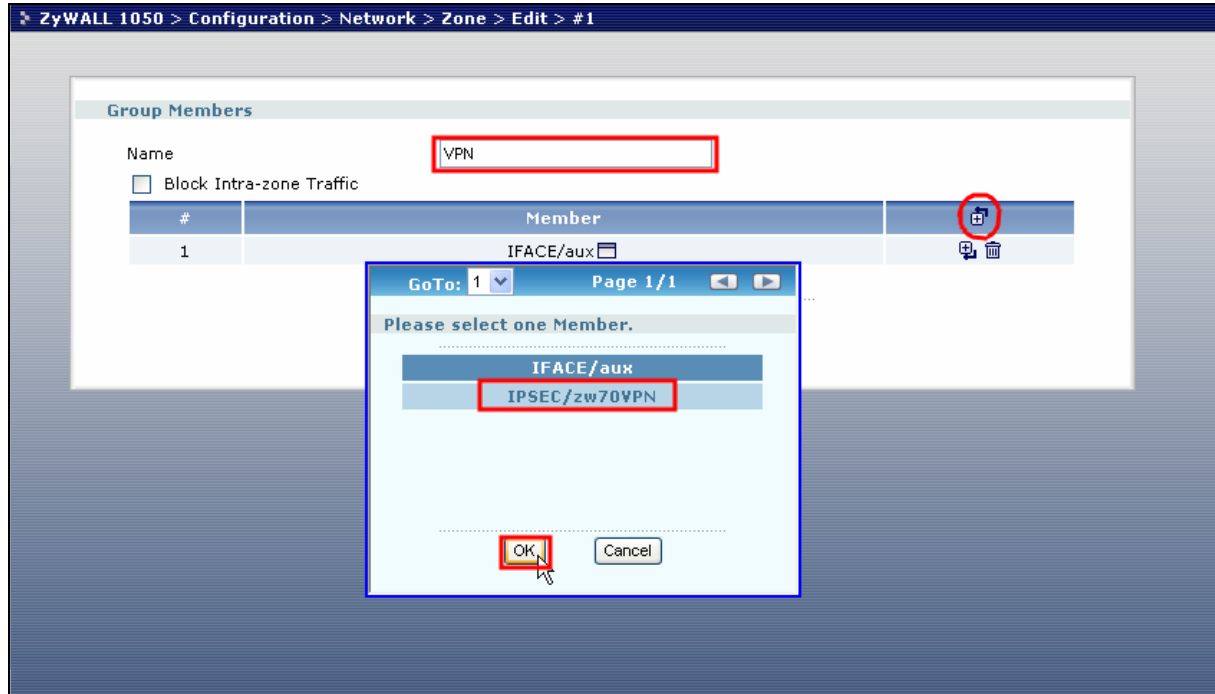 ZyWALL 1050 > Configuration > Network > Zone > Edit > #1
Group Members
Name VPN
Block Intra-zone Traffic
# Member
1 IFACE/aux
GoTo: 1 Page 1/1
Please select one Member.
IFACE/aux
IPSEC/zw70VPN
OK Cancel